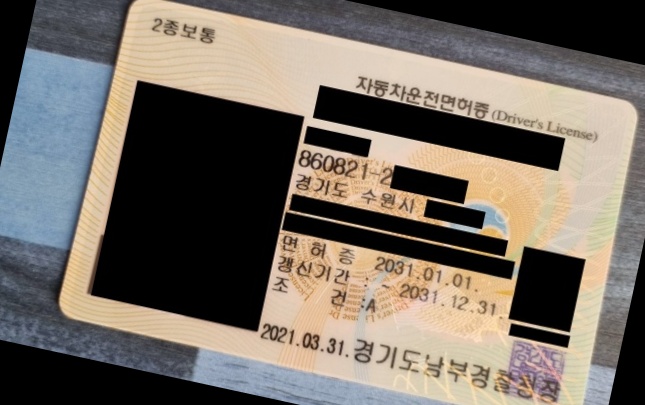 2종보통
자동차운전면허증 (Driver's License)
860821-2
경기도 수원시
면 허 증 2031.01.01.
갱신기간 : ~ 2031.12.31.
조 건 :A
2021.03.31. 경기도남부경찰청장